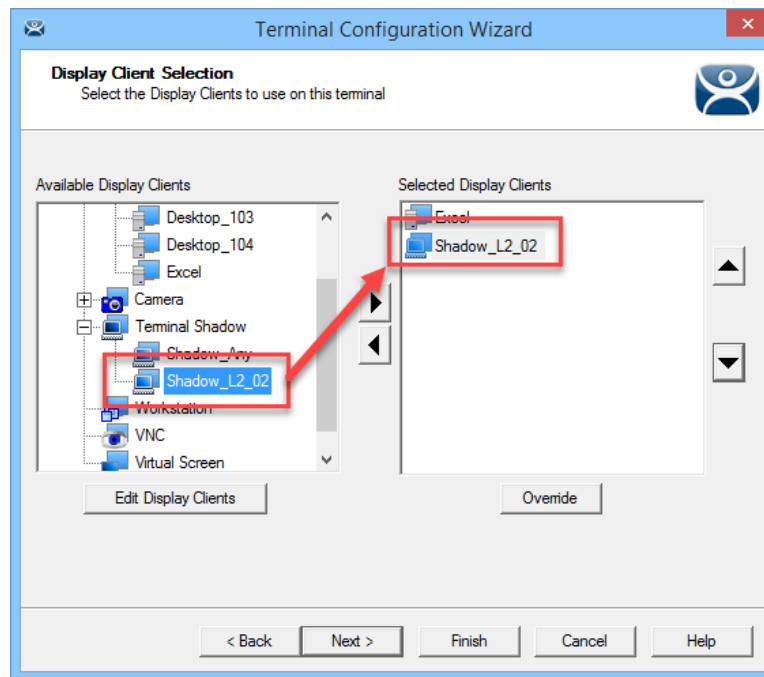 Terminal Configuration Wizard
Display Client Selection
Select the Display Clients to use on this terminal
Available Display Clients
Selected Display Clients
Desktop_103
Desktop_104
Excel
Camera
Terminal Shadow
Shadow_Any
Shadow_L2_02
Workstation
VNC
Virtual Screen
Excel
Shadow_L2_02
Edit Display Clients
Override
< Back
Next >
Finish
Cancel
Help